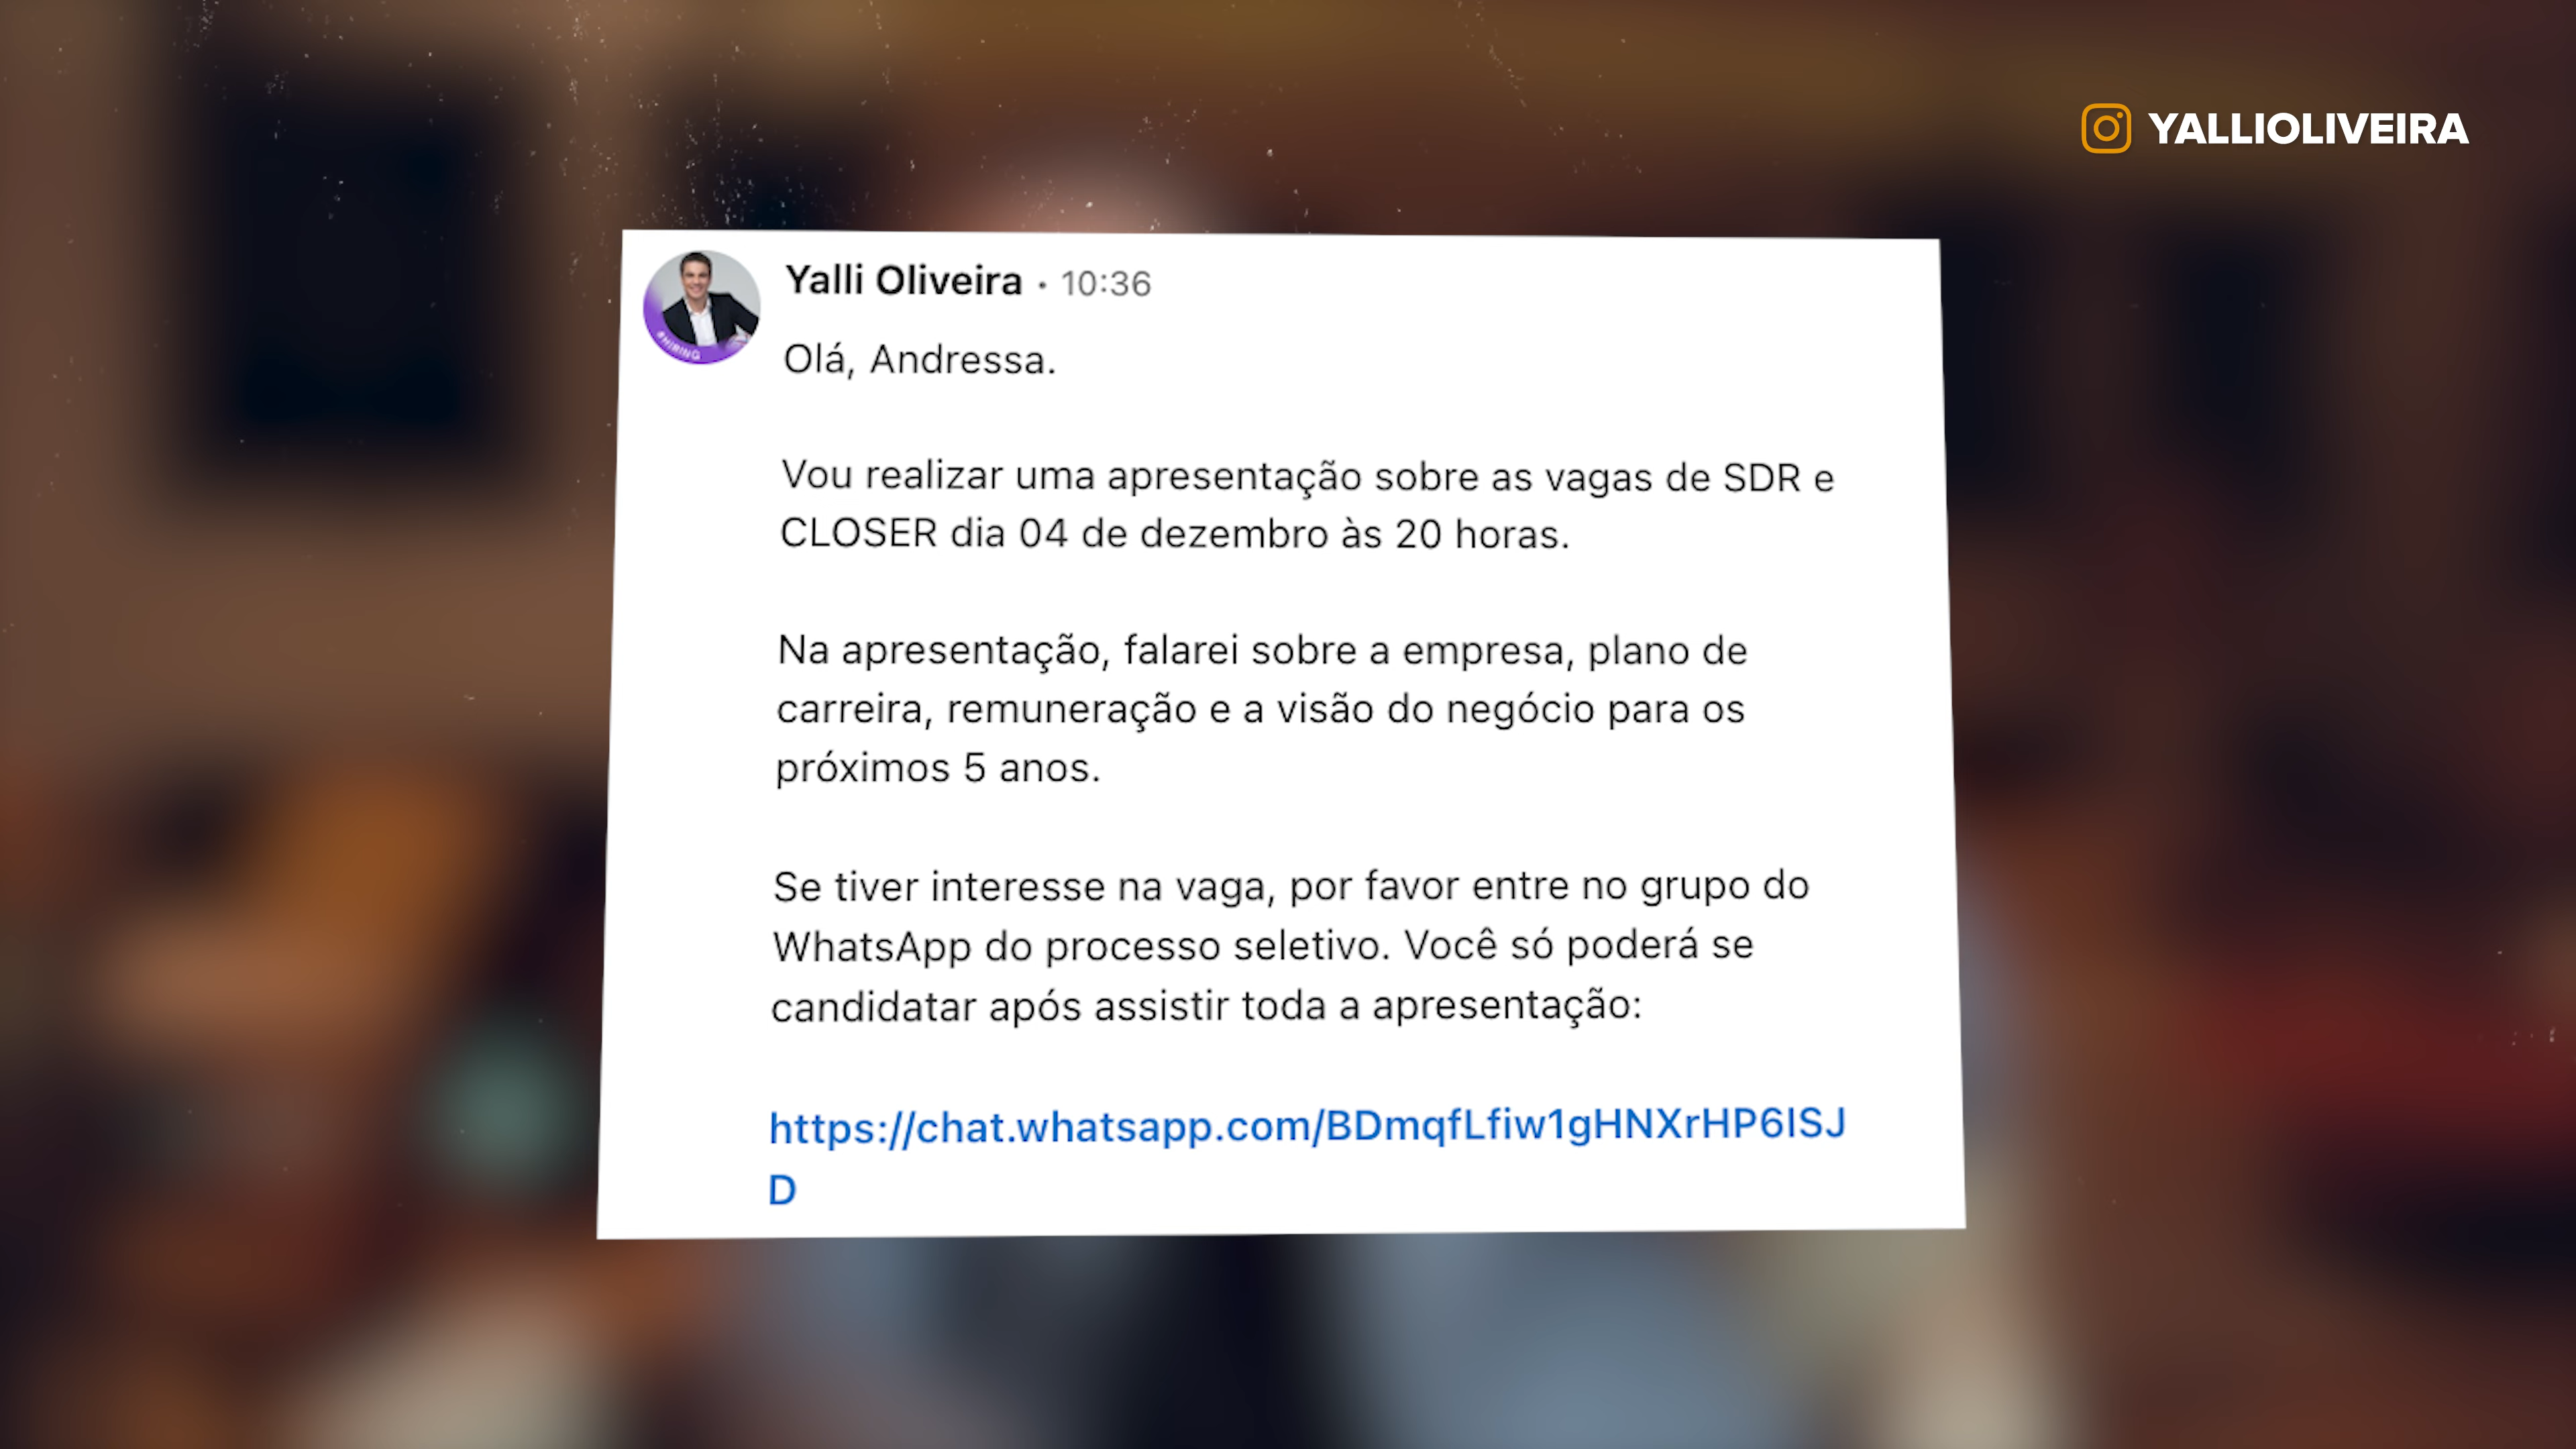 YALLIOLIVEIRA
Yalli Oliveira · 10:36
#HIRING
Olá, Andressa.
Vou realizar uma apresentação sobre as vagas de SDR e
CLOSER dia 04 de dezembro às 20 horas.
Na apresentação, falarei sobre a empresa, plano de
carreira, remuneração e a visão do negócio para os
próximos 5 anos.
Se tiver interesse na vaga, por favor entre no grupo do
WhatsApp do processo seletivo. Você só poderá se
candidatar após assistir toda a apresentação:
https://chat.whatsapp.com/BDmqfLfiw1gHNXrHP6ISJ
D